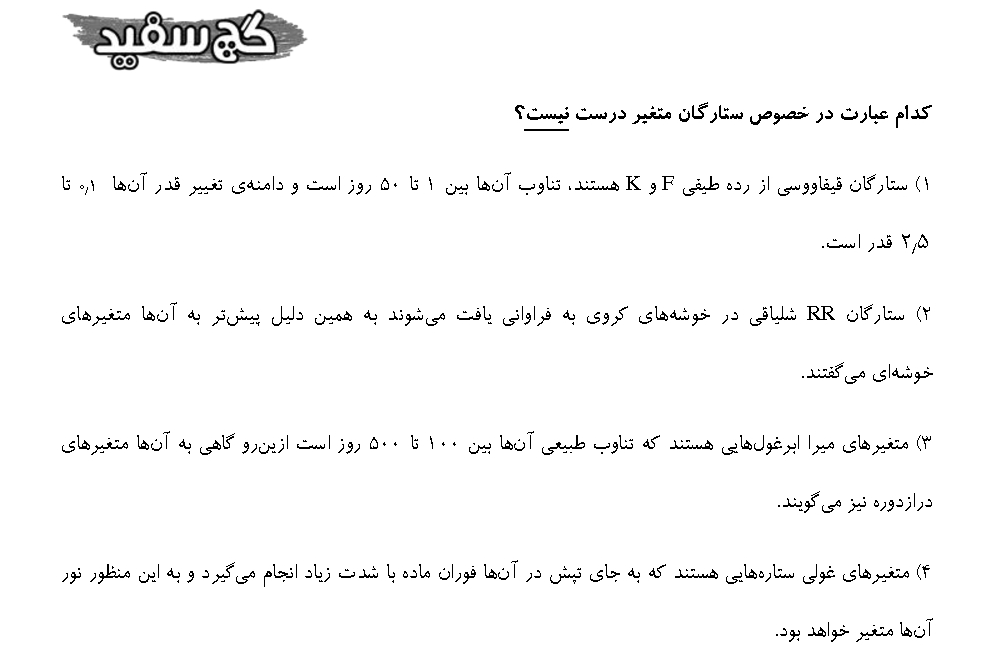 گچ سفید
کدام عبارت در خصوص ستارگان متغیر درست نیست؟
۱) ستارگان قیفاووسی از رده طیفی F و K هستند، تناوب آن‌ها بین ۱ تا ۵۰ روز است و دامنه‌ی تغییر قدر آن‌ها ۰٫۱ تا
۲٫۵ قدر است.
۲) ستارگان RR شلیاقی در خوشه‌های کروی به فراوانی یافت می‌شوند به همین دلیل پیش‌تر به آن‌ها متغیرهای
خوشه‌ای می‌گفتند.
۳) متغیرهای میرا ابرغول‌هایی هستند که تناوب طبیعی آن‌ها بین ۱۰۰ تا ۵۰۰ روز است ازین‌رو گاهی به آن‌ها متغیرهای
درازدوره نیز می‌گویند.
۴) متغیرهای غولی ستاره‌هایی هستند که به جای تپش در آن‌ها فوران ماده با شدت زیاد انجام می‌گیرد و به این منظور نور
آن‌ها متغیر خواهد بود.